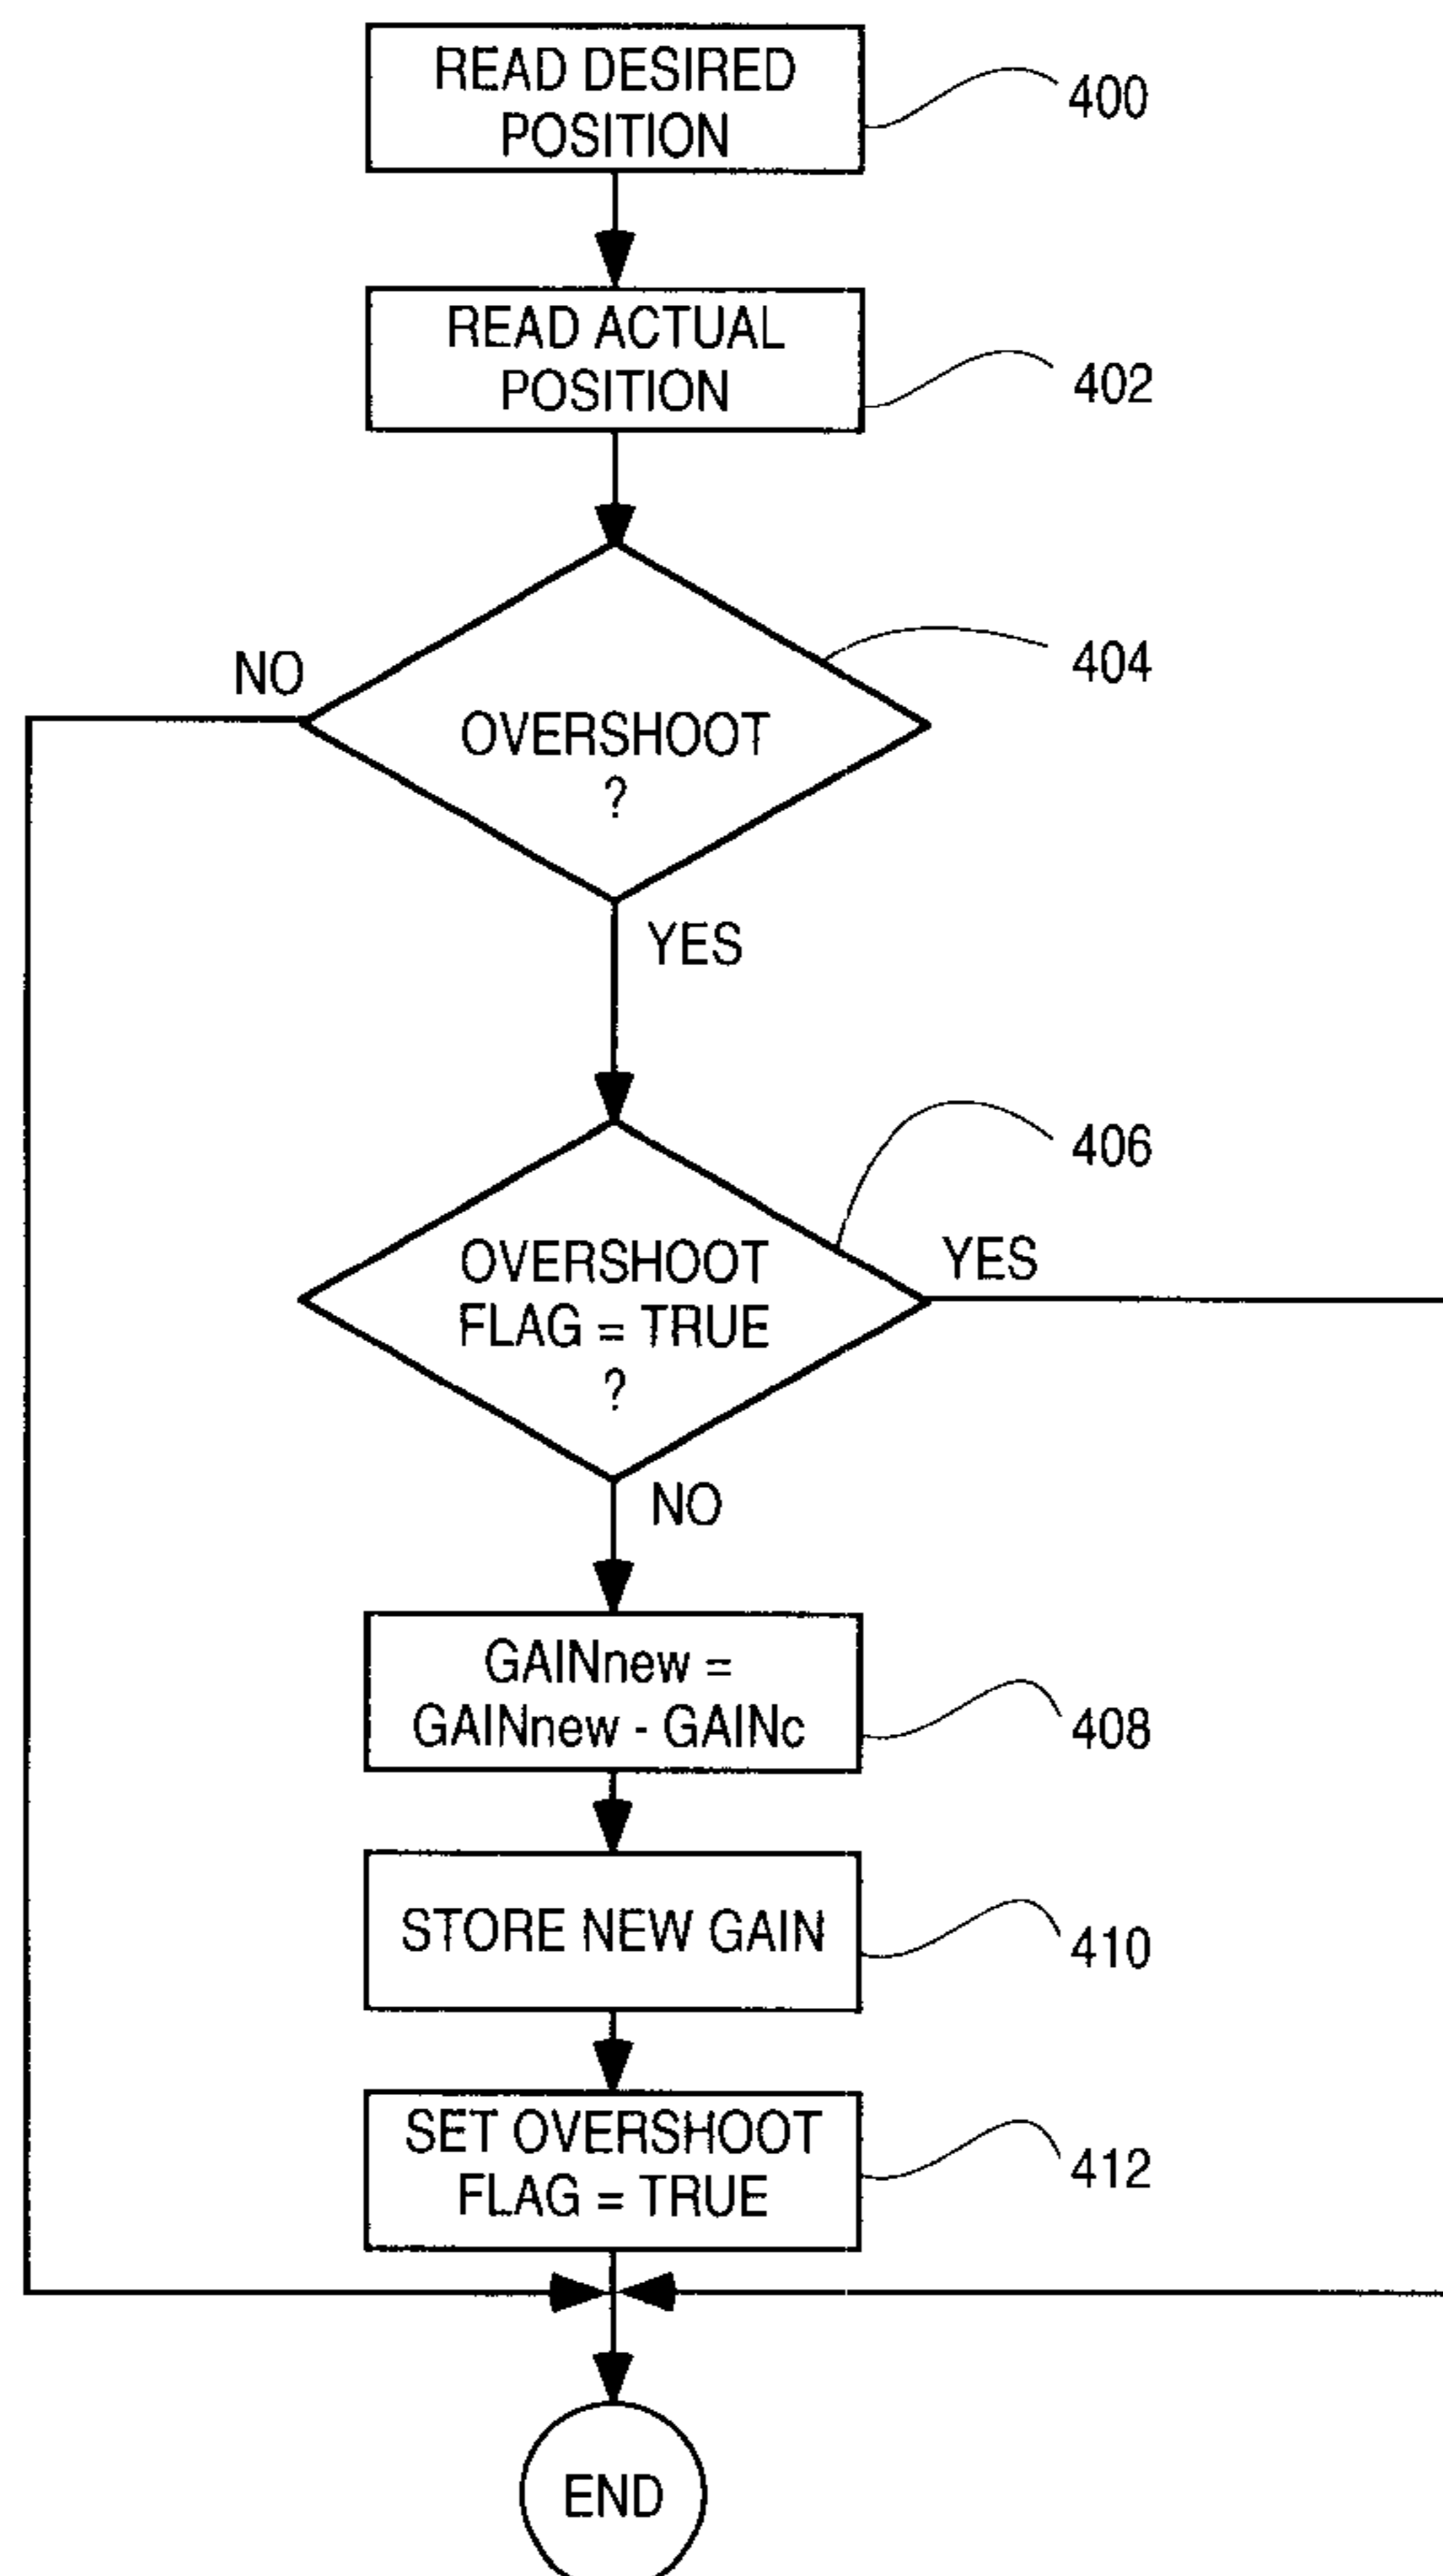 READ DESIRED
POSITION
400
READ ACTUAL
POSITION
402
404
NO
OVERSHOOT
?
YES
406
YES
OVERSHOOT
FLAG = TRUE
?
NO
GAINnew =
GAINnew - GAINc
408
STORE NEW GAIN
410
SET OVERSHOOT
FLAG = TRUE
412
END